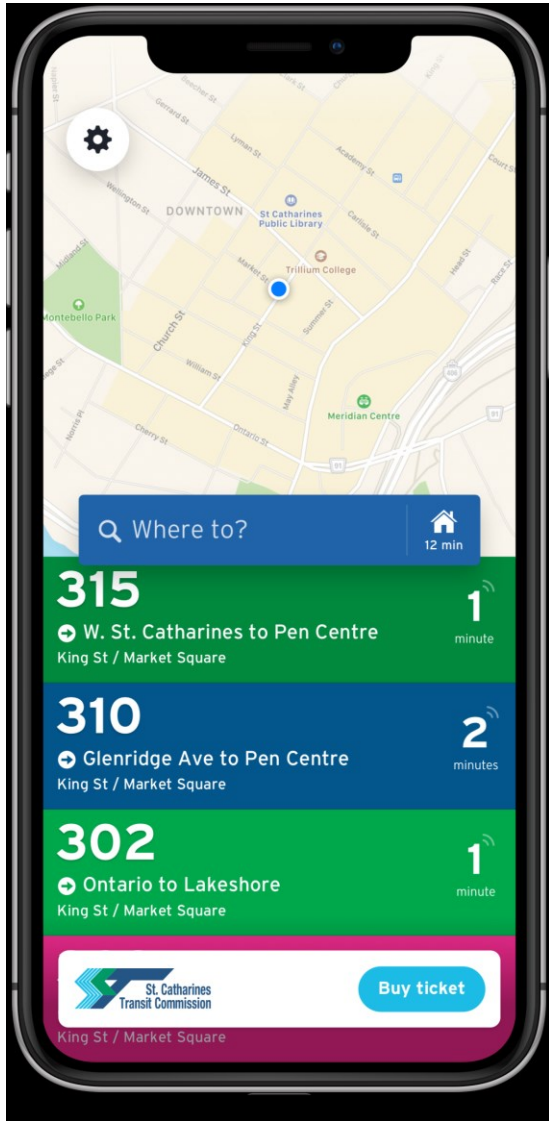 Beecher St
Gerrard St
Lyman St
Academy St
Court St
James St
Wellington St
DOWNTOWN
St Catharines
Public Library
Carlisle St
Midland St
Market St
Trillium College
Head St
Race St
Montebello Park
Church St
King St
Summer St
William St
406
May Alley
Meridian Centre
81
Norris Pl
Cherry St
Ontario St
81
Where to?
12 min
315
1
W. St. Catharines to Pen Centre
minute
King St / Market Square
310
2
Glenridge Ave to Pen Centre
minutes
King St / Market Square
302
1
Ontario to Lakeshore
minute
King St / Market Square
St. Catharines
Transit Commission
Buy ticket
King St / Market Square